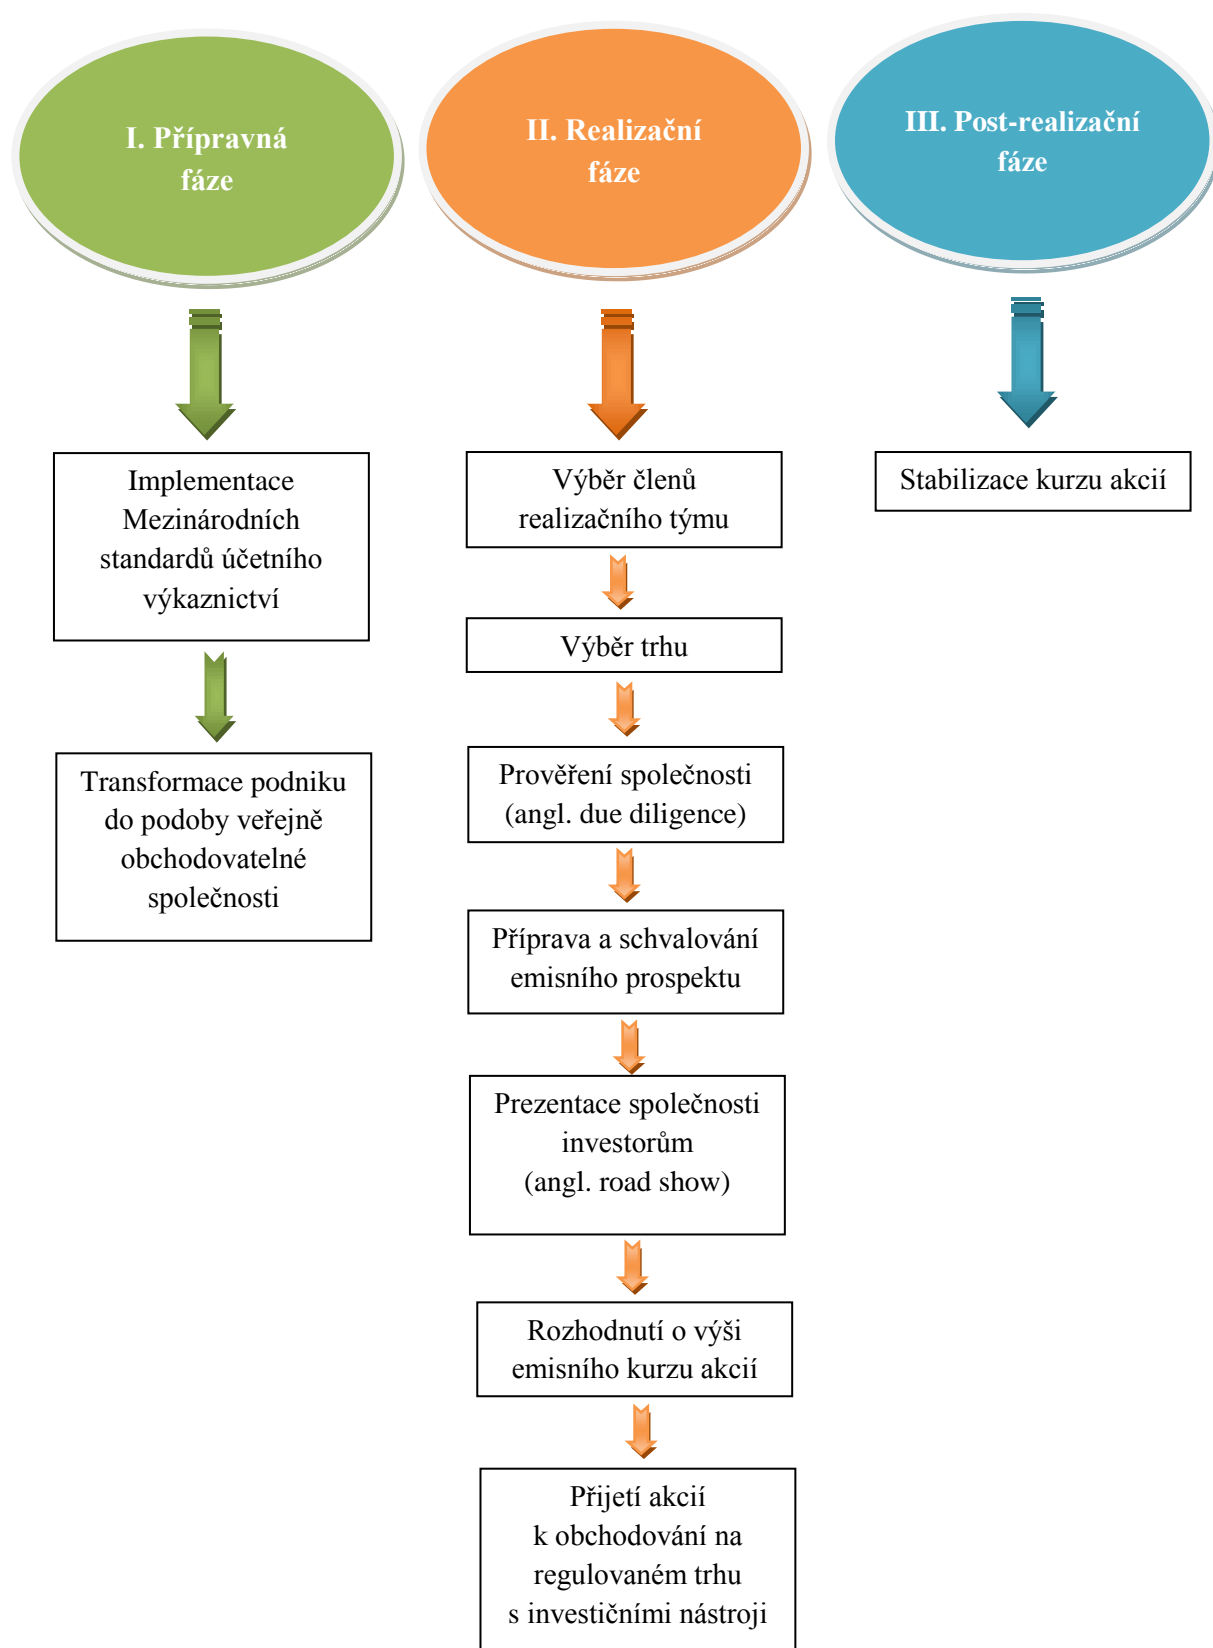 I. Přípravná
fáze
II. Realizační
fáze
III. Post-realizační
fáze
Implementace
Mezinárodních
standardů účetního
výkaznictví
Transformace podniku
do podoby veřejně
obchodovatelné
společnosti
Výběr členů
realizačního týmu
Výběr trhu
Prověření společnosti
(angl. due diligence)
Příprava a schvalování
emisního prospektu
Prezentace společnosti
investorům
(angl. road show)
Rozhodnutí o výši
emisního kurzu akcií
Přijetí akcií
k obchodování na
regulovaném trhu
s investičními nástroji
Stabilizace kurzu akcií